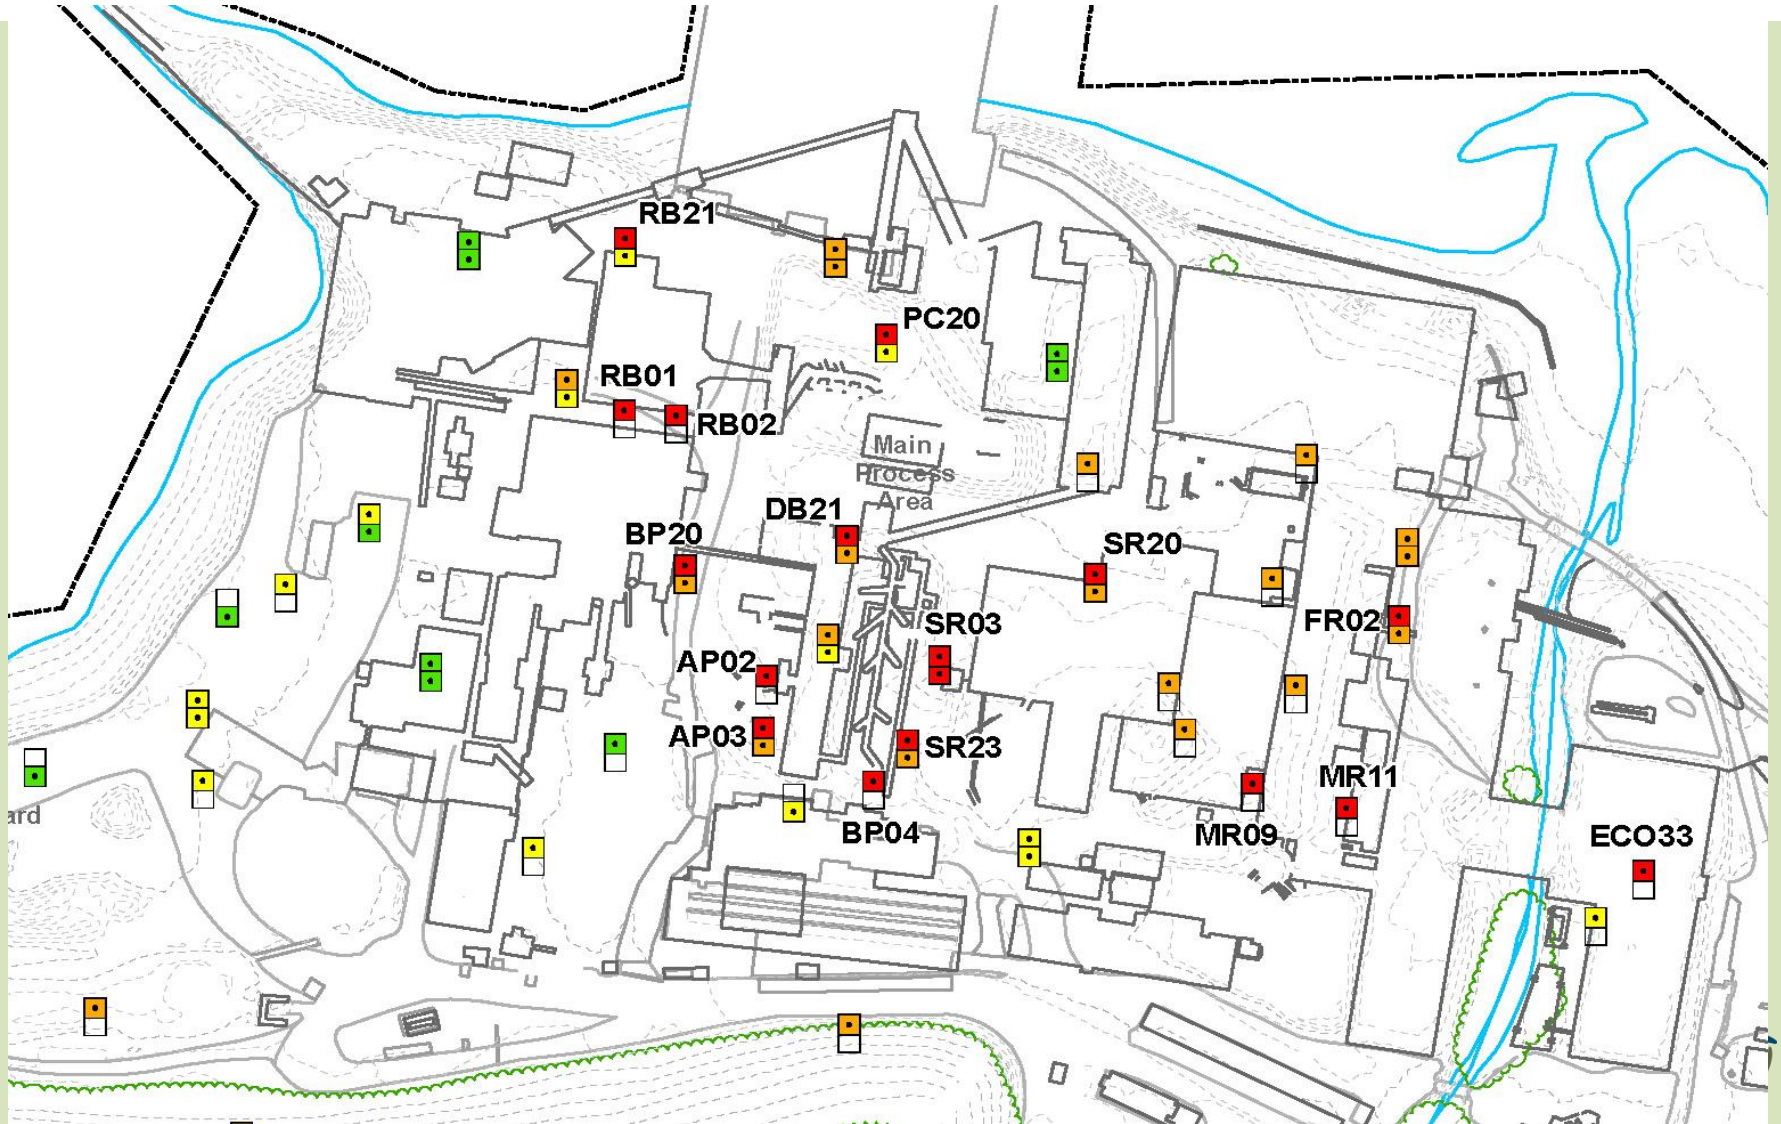 RB21
PC20
RB01
RB02
Main
Process
Area
DB21
BP20
SR20
SR03
FR02
AP02
AP03
SR23
MR11
BP04
MR09
ECO33
ard